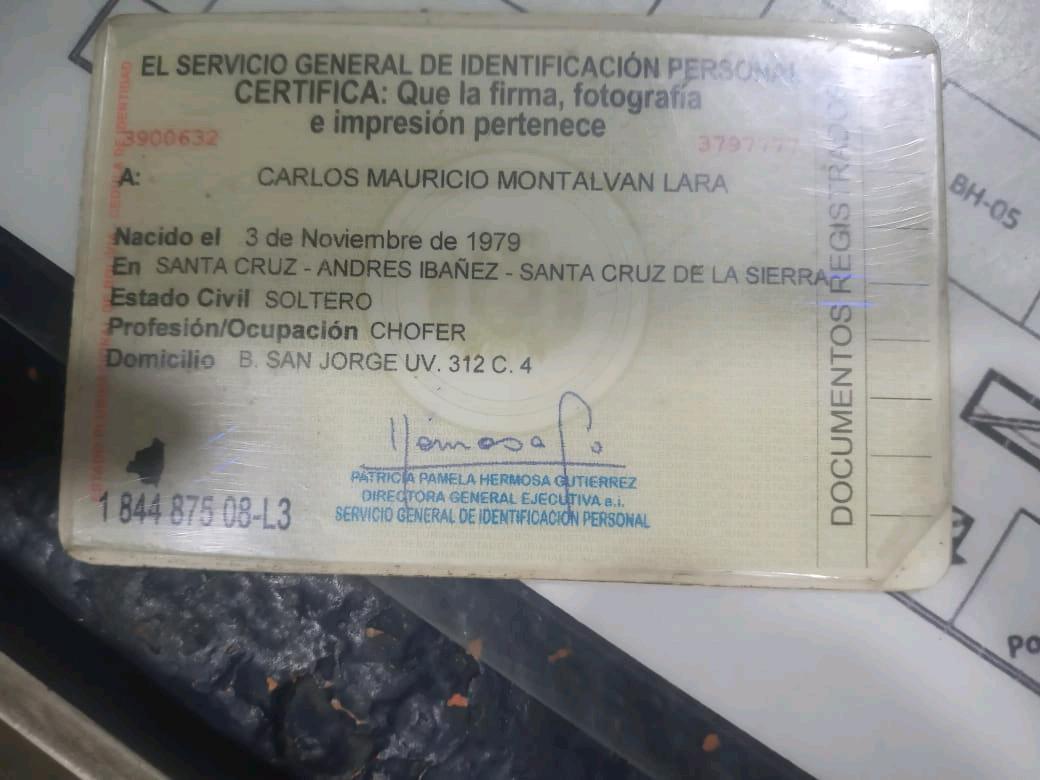 EL SERVICIO GENERAL DE IDENTIFICACIÓN PERSONAL
CERTIFICA: Que la firma, fotografía
e impresión pertenece
3900632
A: CARLOS MAURICIO MONTALVAN LARA
Nacido el 3 de Noviembre de 1979
En SANTA CRUZ - ANDRES IBAÑEZ - SANTA CRUZ DE LA SIERRA
Estado Civil SOLTERO
Profesión/Ocupación CHOFER
Domicilio B. SAN JORGE UV. 312 C. 4
Hermosa G
PATRICIA PAMELA HERMOSA GUTIERREZ
DIRECTORA GENERAL EJECUTIVA a.i.
SERVICIO GENERAL DE IDENTIFICACIÓN PERSONAL
1 844 875 08-L3
DOCUMENTOS REGISTRADOS
CEDULA DE IDENTIDAD
BH-05